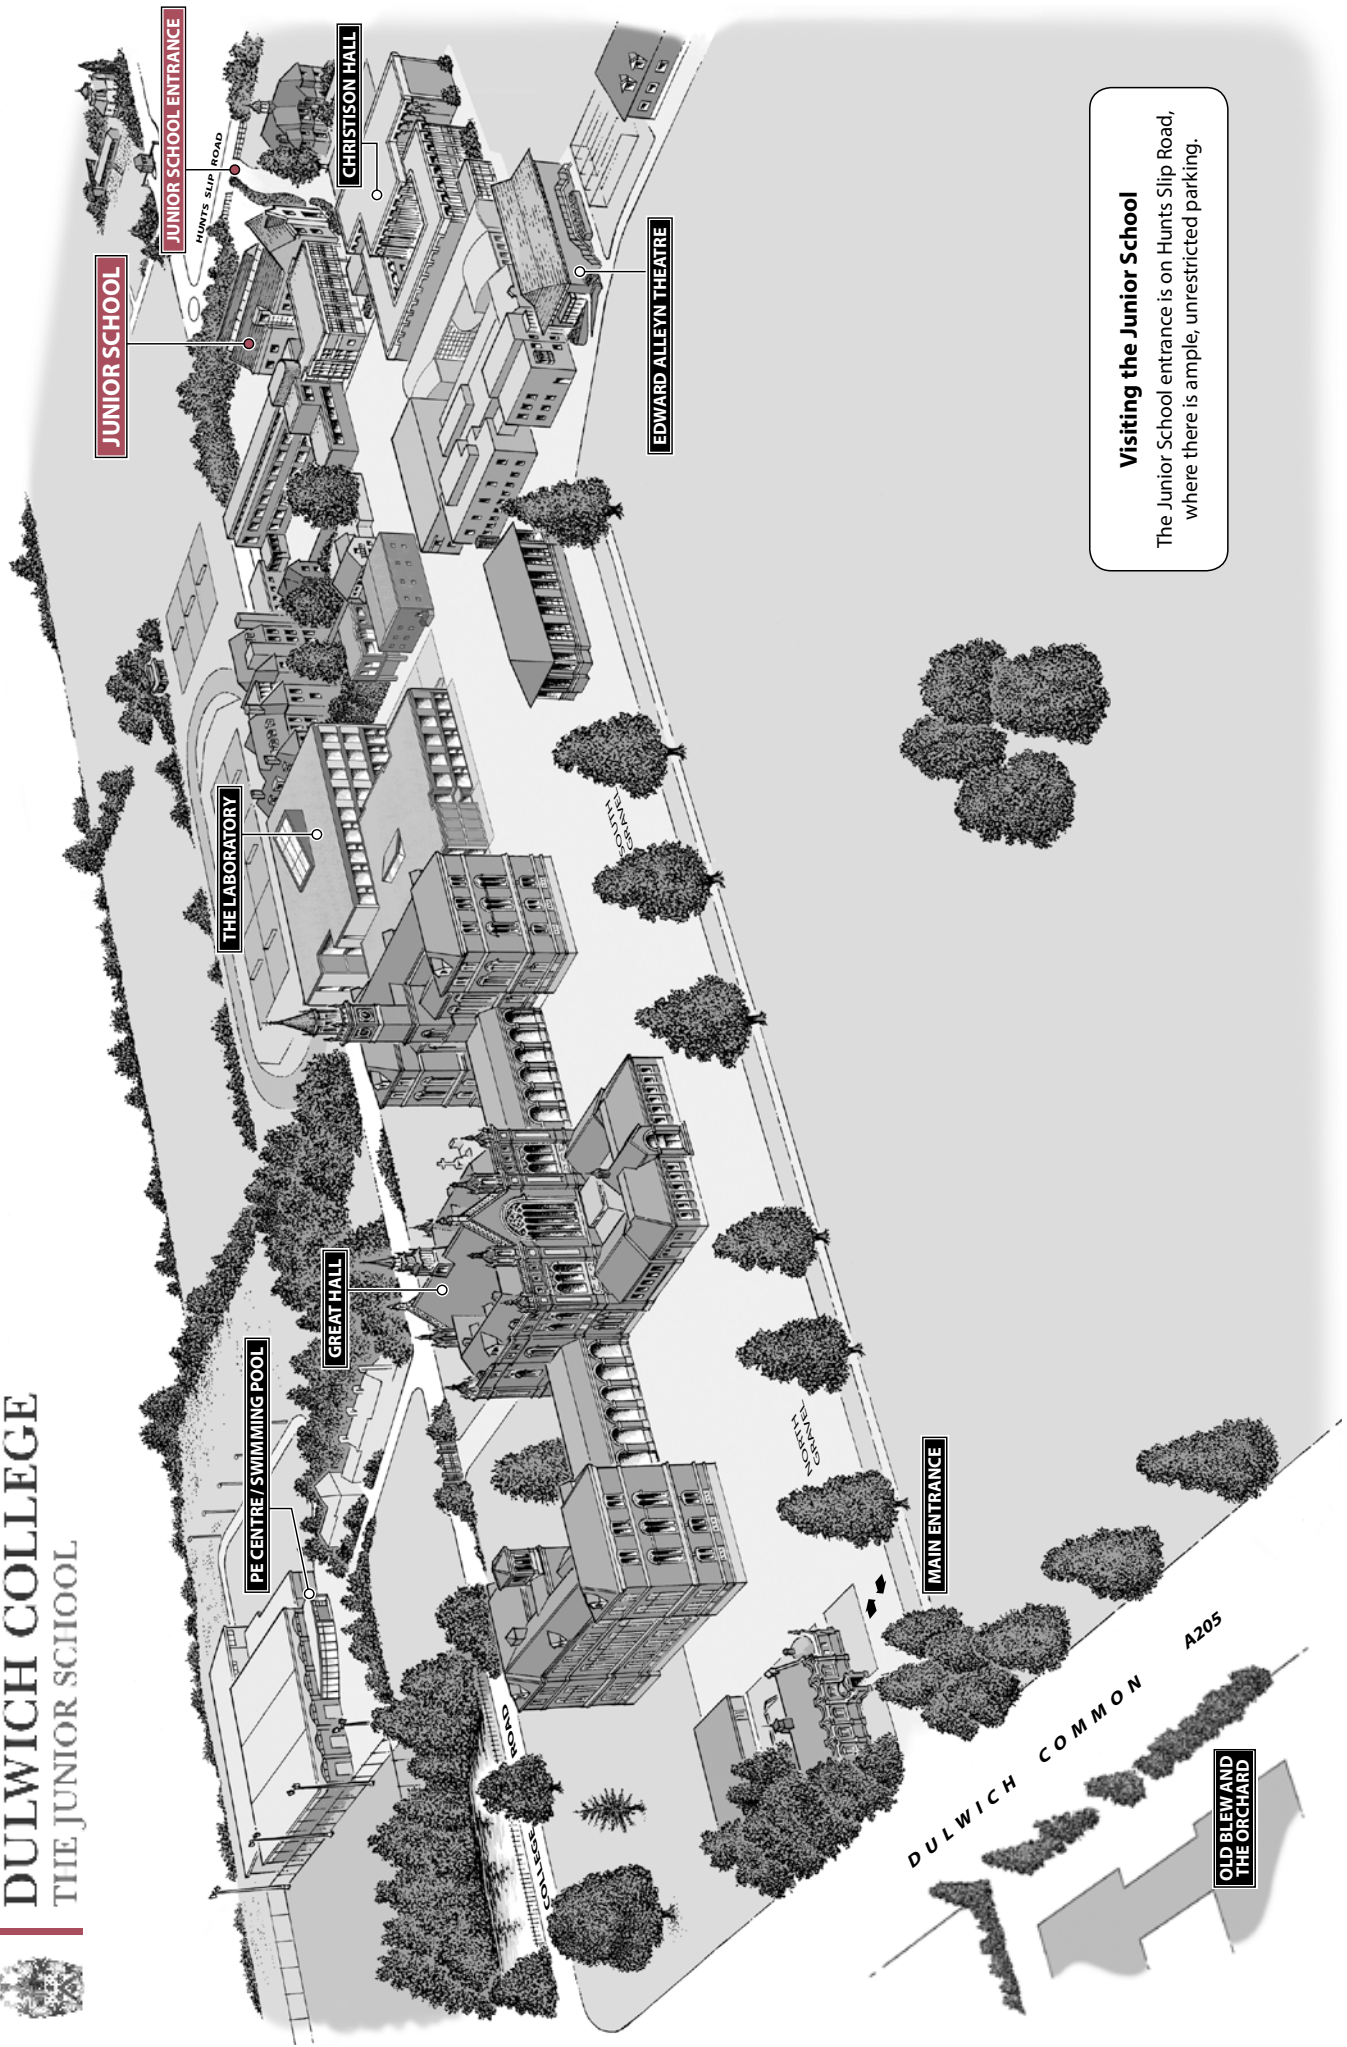 DULWICH COLLEGE
THE JUNIOR SCHOOL
PE CENTRE / SWIMMING POOL
GREAT HALL
THE LABORATORY
JUNIOR SCHOOL
JUNIOR SCHOOL ENTRANCE
HUNTS SLIP ROAD
CHRISTISON HALL
EDWARD ALLEYN THEATRE
SOUTH
GRAVEL
NORTH
GRAVEL
COLLEGE ROAD
MAIN ENTRANCE
DULWICH COMMON
A205
OLD BLEW AND
THE ORCHARD
Visiting the Junior School
The Junior School entrance is on Hunts Slip Road,
where there is ample, unrestricted parking.